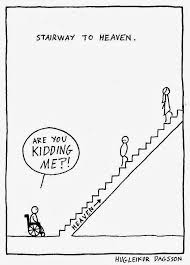 STAIRWAY TO HEAVEN.
ARE YOU
KIDDING
ME?!
HEAVEN→
HUGLEIKUR DAGSSON